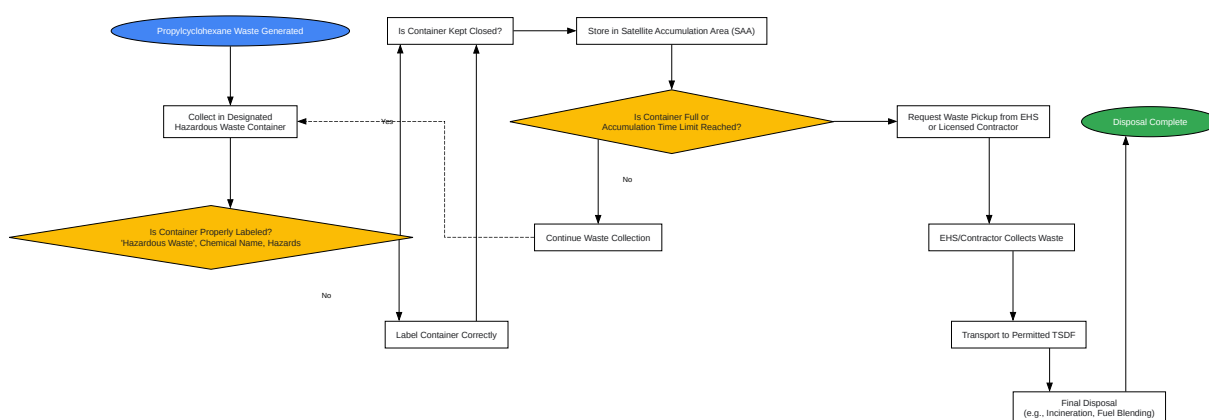 Propylcyclohexane Waste Generated
Is Container Kept Closed?
Store in Satellite Accumulation Area (SAA)
Collect in Designated
Hazardous Waste Container
Yes
Is Container Full or
Accumulation Time Limit Reached?
Request Waste Pickup from EHS
or Licensed Contractor
Disposal Complete
No
Is Container Properly Labeled?
'Hazardous Waste', Chemical Name, Hazards
Continue Waste Collection
EHS/Contractor Collects Waste
No
Label Container Correctly
Transport to Permitted TSDF
Final Disposal
(e.g., Incineration, Fuel Blending)